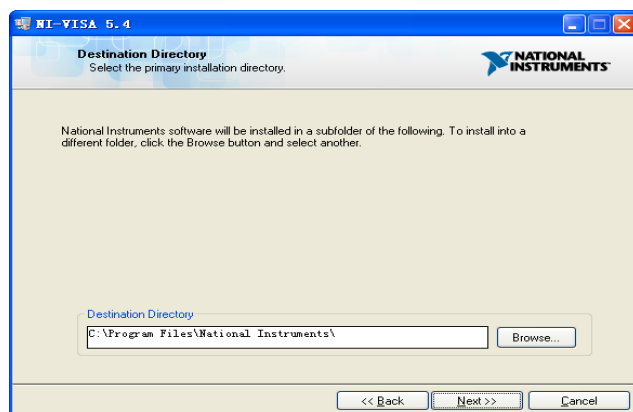 NI-VISA 5.4
Destination Directory
Select the primary installation directory.
NATIONAL
INSTRUMENTS™
National Instruments software will be installed in a subfolder of the following. To install into a
different folder, click the Browse button and select another.
Destination Directory
C:\Program Files\National Instruments\
Browse...
<< Back
Next >>
Cancel